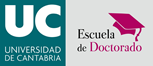 UC
UNIVERSIDAD
DE CANTABRIA
Escuela
de Doctorado